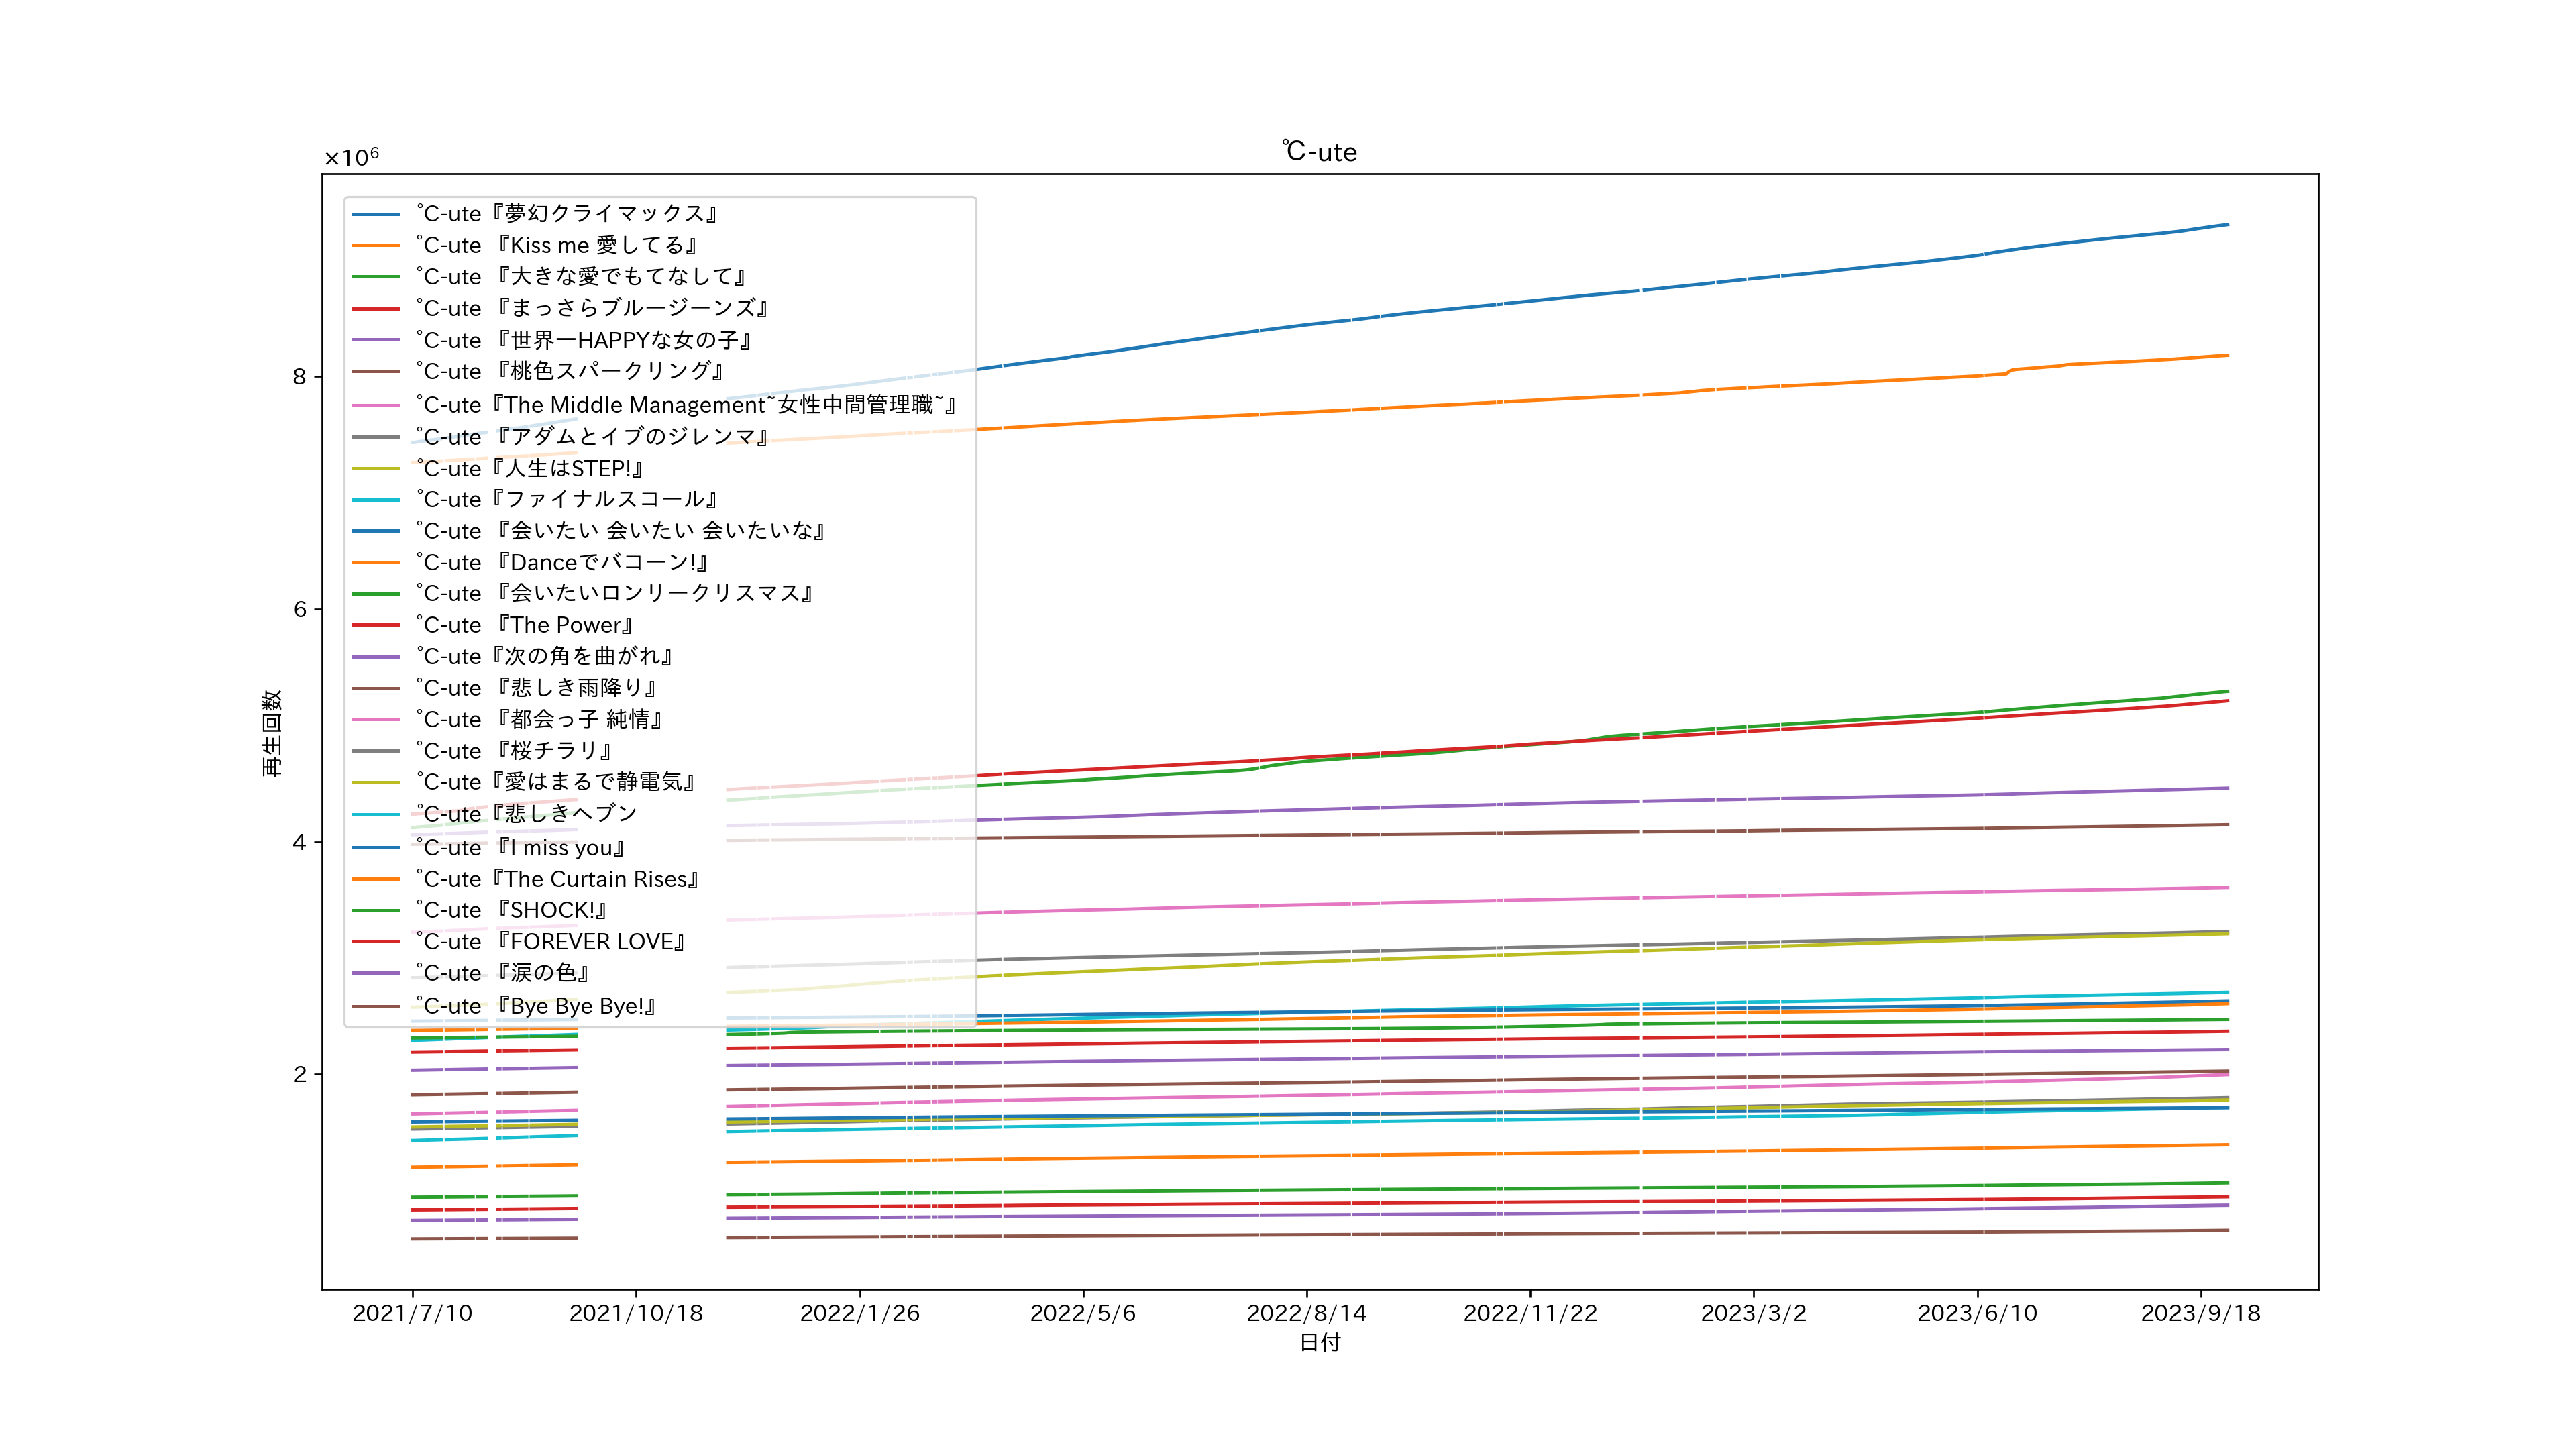 ℃-ute
×10⁶
℃-ute『夢幻クライマックス』
℃-ute 『Kiss me 愛してる』
℃-ute 『大きな愛でもてなして』
℃-ute 『まっさらブルージーンズ』
℃-ute 『世界一HAPPYな女の子』
℃-ute 『桃色スパークリング』
℃-ute『The Middle Management~女性中間管理職~』
℃-ute 『アダムとイブのジレンマ』
℃-ute『人生はSTEP!』
℃-ute『ファイナルスコール』
℃-ute 『会いたい 会いたい 会いたいな』
℃-ute 『Danceでバコーン!』
℃-ute 『会いたいロンリークリスマス』
℃-ute 『The Power』
℃-ute『次の角を曲がれ』
℃-ute 『悲しき雨降り』
℃-ute 『都会っ子 純情』
℃-ute 『桜チラリ』
℃-ute 『愛はまるで静電気』
℃-ute『悲しきヘブン
℃-ute 『I miss you』
℃-ute『The Curtain Rises』
℃-ute 『SHOCK!』
℃-ute 『FOREVER LOVE』
℃-ute 『涙の色』
℃-ute 『Bye Bye Bye!』
8
6
4
2
再生回数
2021/7/10 2021/10/18 2022/1/26 2022/5/6 2022/8/14 2022/11/22 2023/3/2 2023/6/10 2023/9/18
日付